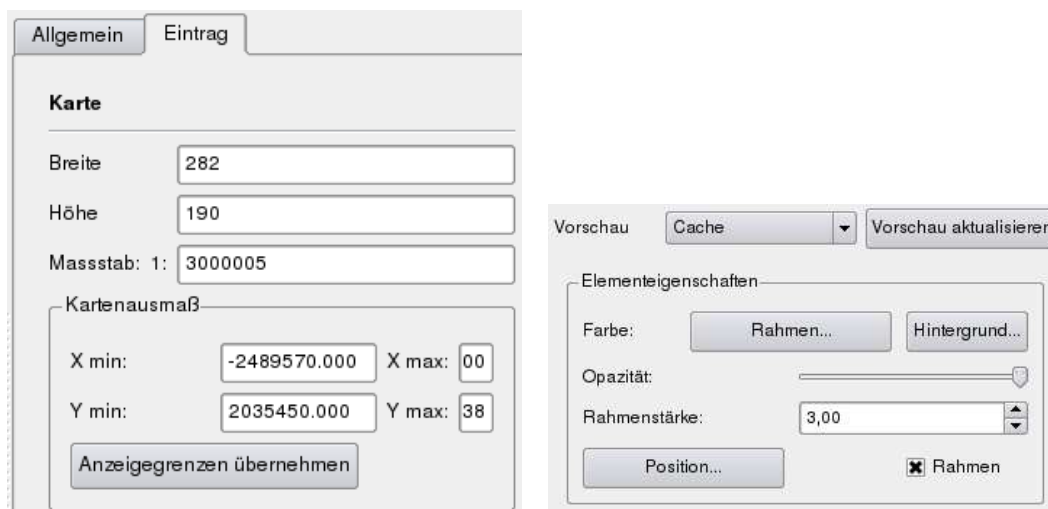 Allgemein Eintrag
Karte
Breite 282
Höhe 190
Massstab: 1: 3000005
Kartenausmaß
X min: -2489570.000 X max: 00
Y min: 2035450.000 Y max: 38
Anzeigegrenzen übernehmen
Vorschau Cache Vorschau aktualisieren
Elementeigenschaften
Farbe: Rahmen... Hintergrund...
Opazität:
Rahmenstärke: 3,00
Position... Rahmen